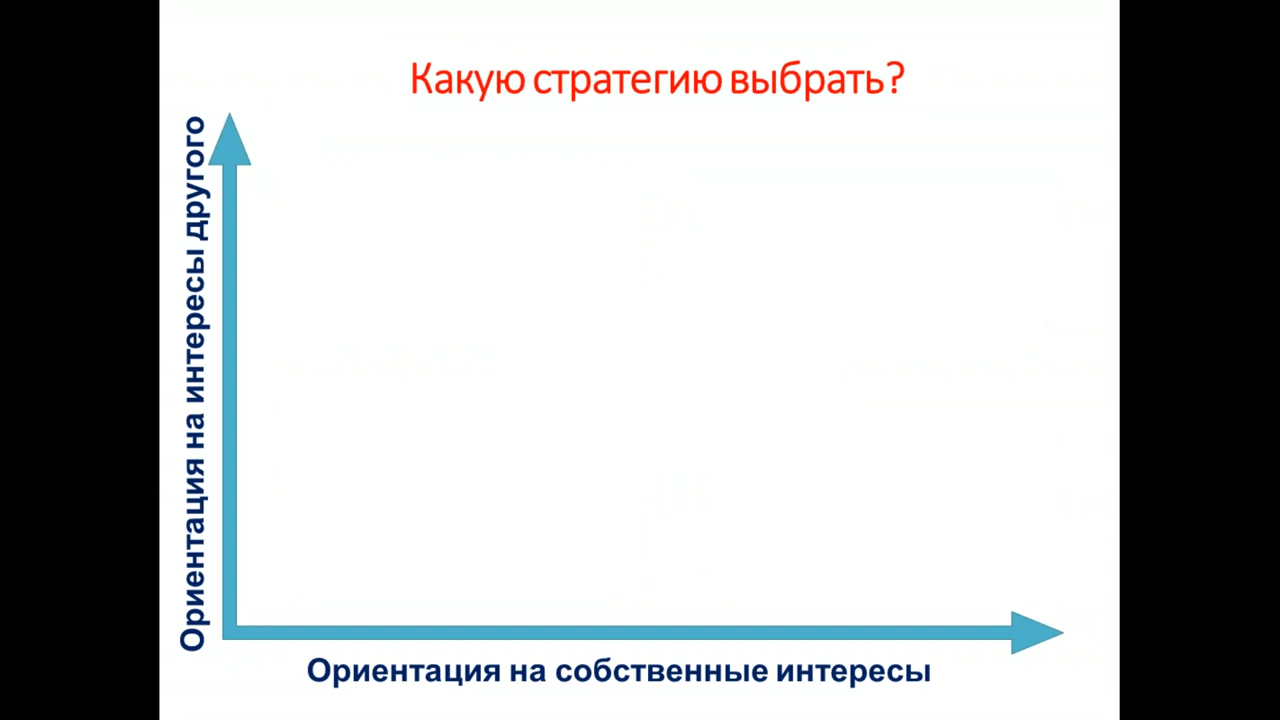 Какую стратегию выбрать?
Ориентация на интересы другого
Ориентация на собственные интересы